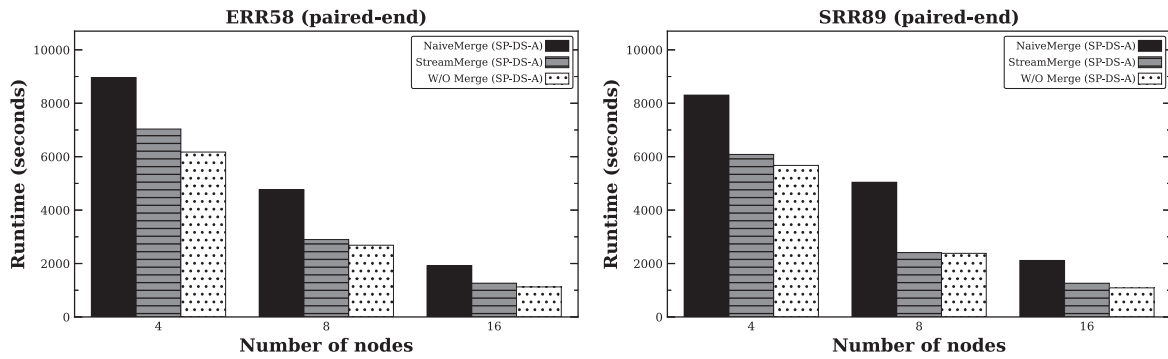 ERR58 (paired-end)
Runtime (seconds)
10000
8000
6000
4000
2000
0
NaiveMerge (SP-DS-A)
StreamMerge (SP-DS-A)
W/O Merge (SP-DS-A)
4 8 16
Number of nodes
SRR89 (paired-end)
Runtime (seconds)
10000
8000
6000
4000
2000
0
NaiveMerge (SP-DS-A)
StreamMerge (SP-DS-A)
W/O Merge (SP-DS-A)
4 8 16
Number of nodes